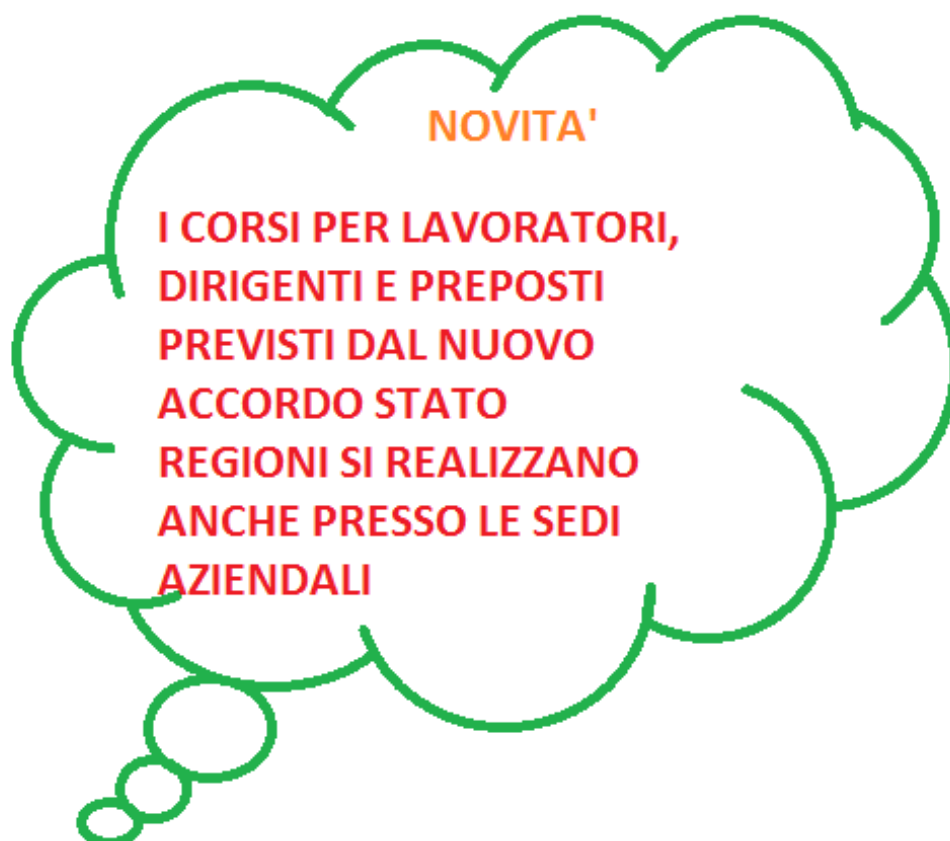 NOVITA'
I CORSI PER LAVORATORI,
DIRIGENTI E PREPOSTI
PREVISTI DAL NUOVO
ACCORDO STATO
REGIONI SI REALIZZANO
ANCHE PRESSO LE SEDI
AZIENDALI